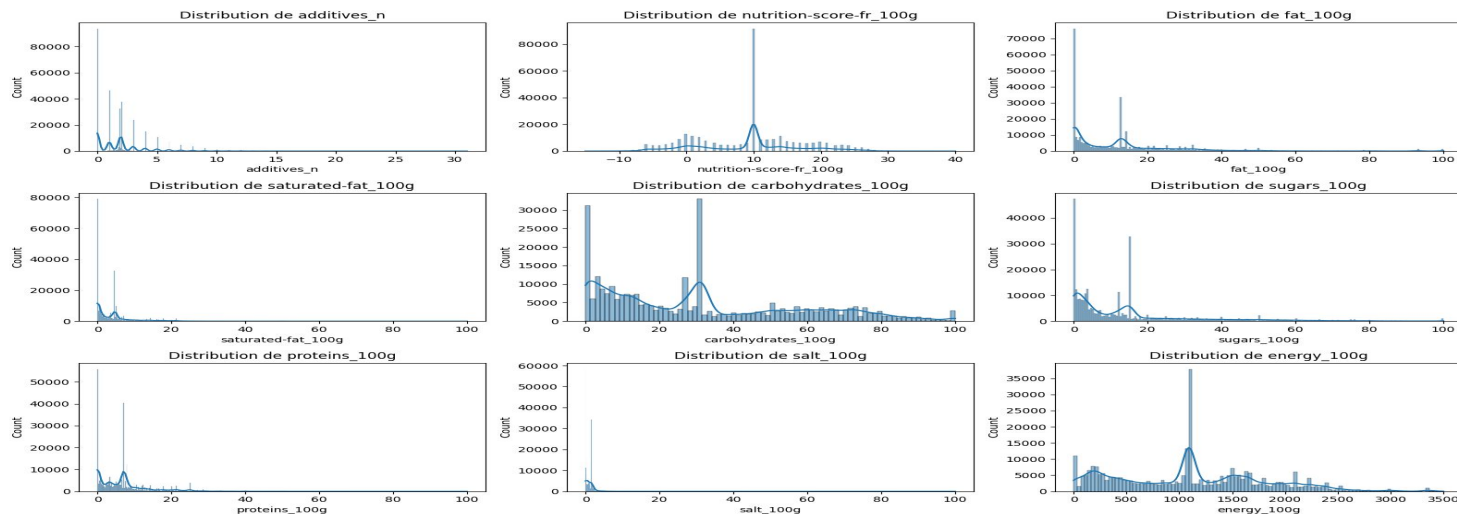 Distribution de additives_n
Count
80000
60000
40000
20000
0
0 5 10 15 20 25 30
additives_n
Distribution de nutrition-score-fr_100g
Count
80000
60000
40000
20000
0
−10 0 10 20 30 40
nutrition-score-fr_100g
Distribution de fat_100g
Count
70000
60000
50000
40000
30000
20000
10000
0
0 20 40 60 80 100
fat_100g
Distribution de saturated-fat_100g
Count
80000
60000
40000
20000
0
0 20 40 60 80 100
saturated-fat_100g
Distribution de carbohydrates_100g
Count
30000
25000
20000
15000
10000
5000
0
0 20 40 60 80 100
carbohydrates_100g
Distribution de sugars_100g
Count
40000
30000
20000
10000
0
0 20 40 60 80 100
sugars_100g
Distribution de proteins_100g
Count
50000
40000
30000
20000
10000
0
0 20 40 60 80 100
proteins_100g
Distribution de salt_100g
Count
60000
50000
40000
30000
20000
10000
0
0 20 40 60 80 100
salt_100g
Distribution de energy_100g
Count
35000
30000
25000
20000
15000
10000
5000
0
0 500 1000 1500 2000 2500 3000 3500
energy_100g